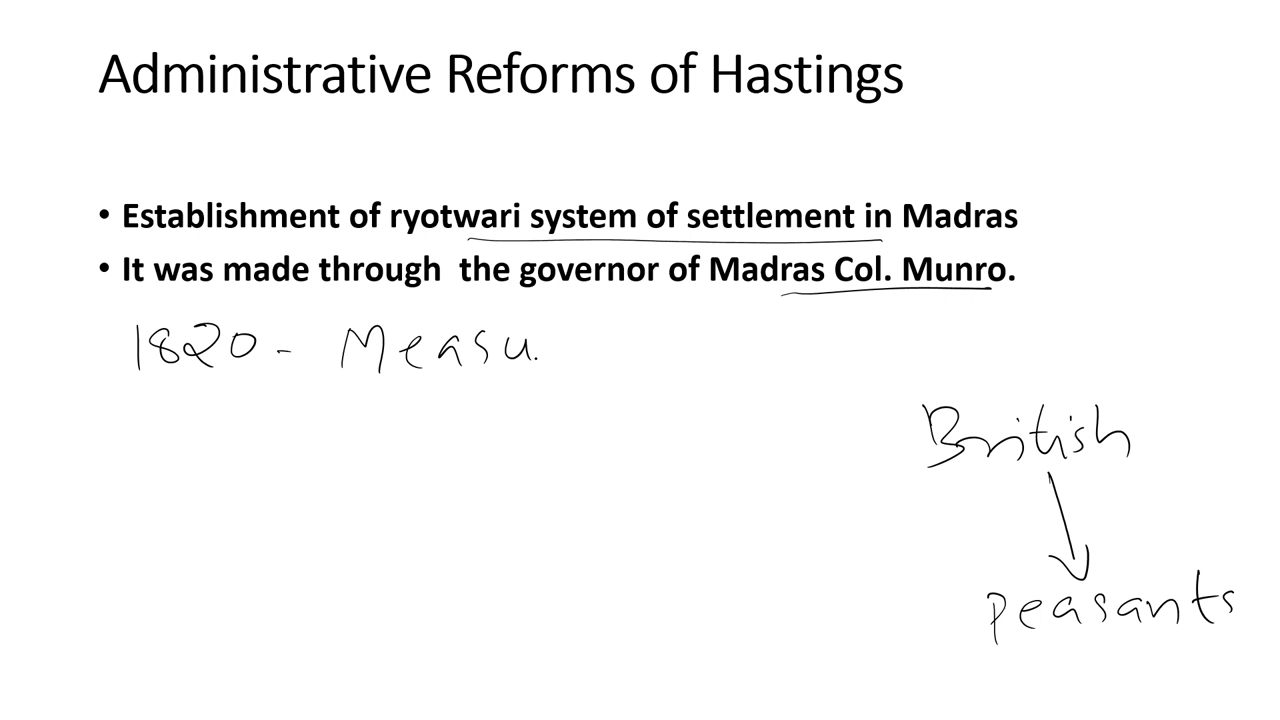 Administrative Reforms of Hastings
• Establishment of ryotwari system of settlement in Madras
• It was made through the governor of Madras Col. Munro.
1820 - Measu.
British
peasants